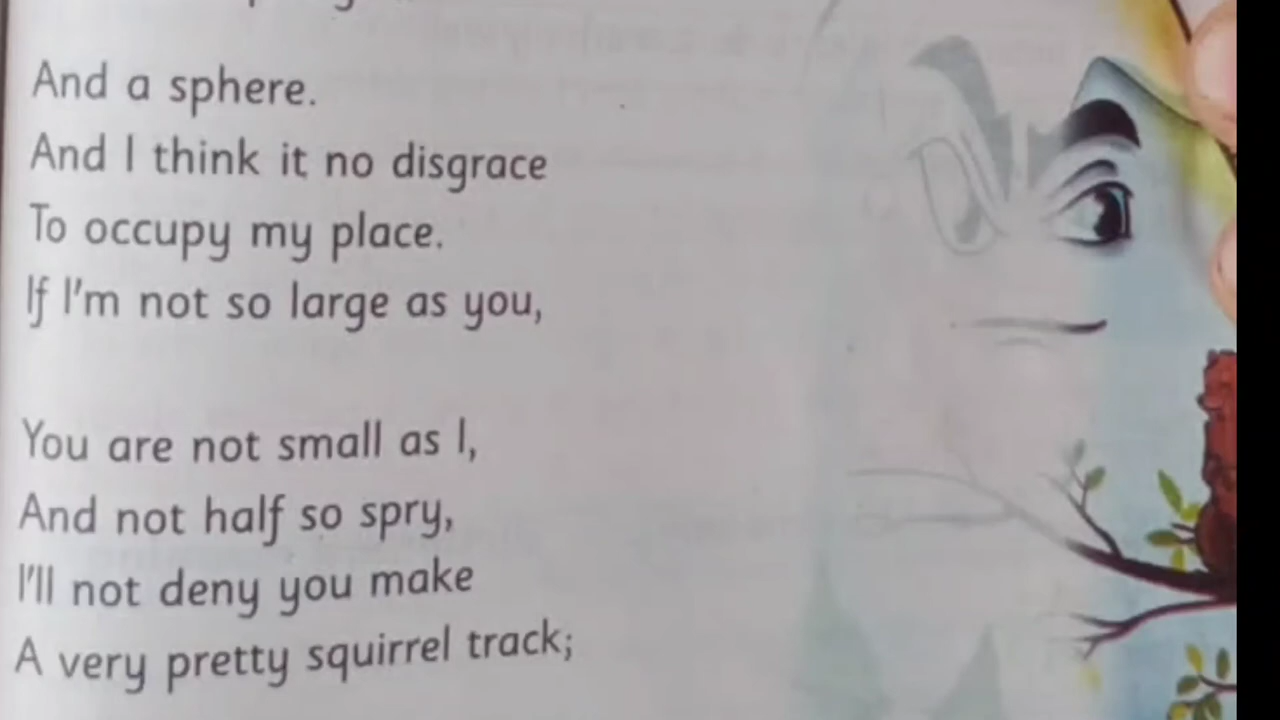 And a sphere.
And I think it no disgrace
To occupy my place.
If I'm not so large as you,
You are not small as I,
And not half so spry,
I'll not deny you make
A very pretty squirrel track;